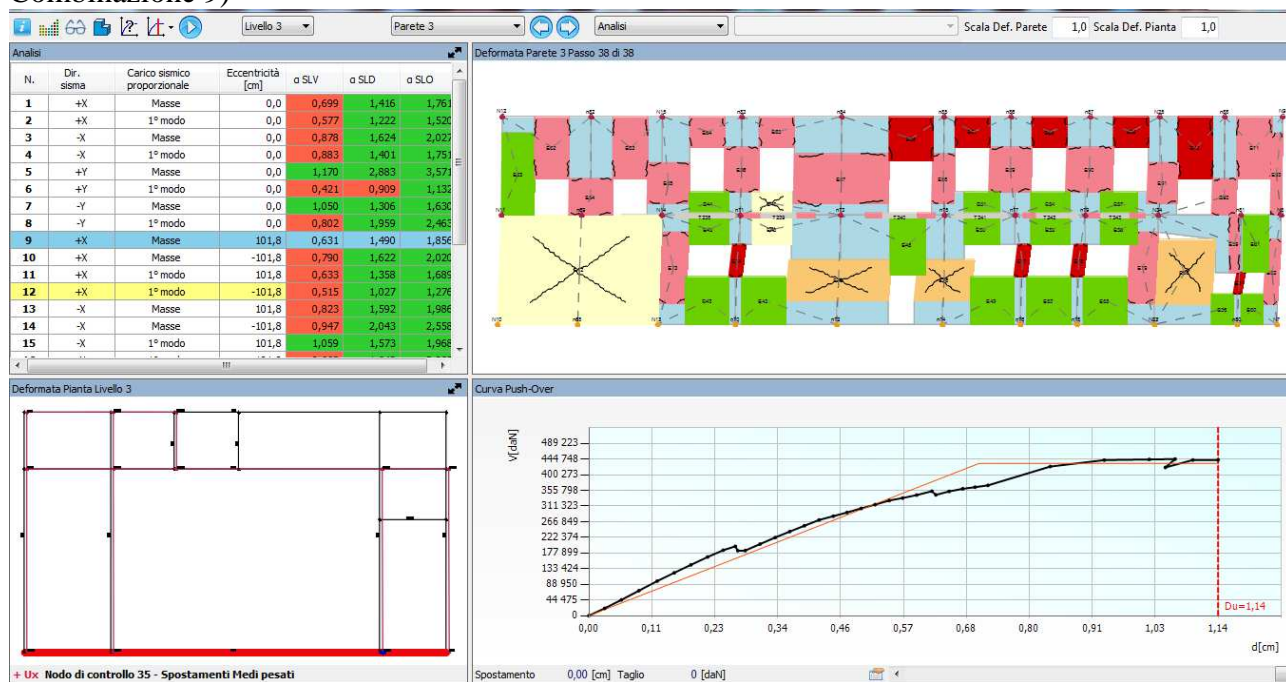 Combinazione 9)
Livello 3 Parete 3 Analisi Scala Def. Parete 1,0 Scala Def. Pianta 1,0
Analisi
N. Dir. sisma Carico sismico proporzionale Eccentricità [cm] α SLV α SLD α SLO
1 +X Masse 0,0 0,699 1,416 1,761
2 +X 1° modo 0,0 0,577 1,222 1,520
3 -X Masse 0,0 0,878 1,624 2,027
4 -X 1° modo 0,0 0,883 1,401 1,751
5 +Y Masse 0,0 1,170 2,883 3,571
6 +Y 1° modo 0,0 0,421 0,909 1,132
7 -Y Masse 0,0 1,050 1,306 1,630
8 -Y 1° modo 0,0 0,802 1,959 2,463
9 +X Masse 101,8 0,631 1,490 1,856
10 +X Masse -101,8 0,790 1,622 2,020
11 +X 1° modo 101,8 0,633 1,358 1,689
12 +X 1° modo -101,8 0,515 1,027 1,276
13 -X Masse 101,8 0,823 1,592 1,986
14 -X Masse -101,8 0,947 2,043 2,558
15 -X 1° modo 101,8 1,059 1,573 1,968
Deformata Parete 3 Passo 38 di 38
Deformata Pianta Livello 3
+ Ux Nodo di controllo 35 - Spostamenti Medi pesati
Curva Push-Over
V[daN]
489 223
444 748
400 273
355 798
311 323
266 849
222 374
177 899
133 424
88 950
44 475
0
0,00 0,11 0,23 0,34 0,46 0,57 0,68 0,80 0,91 1,03 1,14
Du=1,14
d[cm]
Spostamento 0,00 [cm] Taglio 0 [daN]